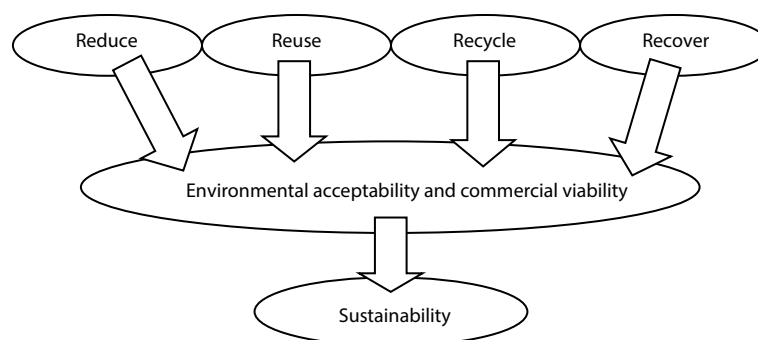 Reduce
Reuse
Recycle
Recover
Environmental acceptability and commercial viability
Sustainability